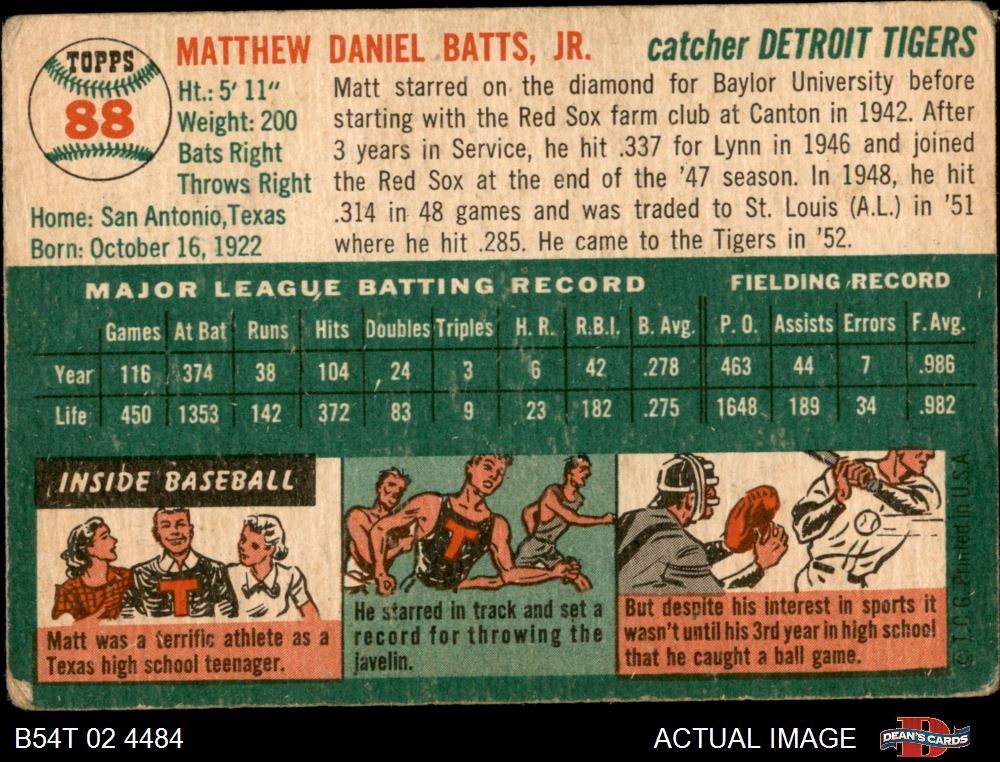 TOPPS
88
MATTHEW DANIEL BATTS, JR. catcher DETROIT TIGERS
Ht.: 5' 11"
Weight: 200
Bats Right
Throws Right
Home: San Antonio, Texas
Born: October 16, 1922
Matt starred on the diamond for Baylor University before
starting with the Red Sox farm club at Canton in 1942. After
3 years in Service, he hit .337 for Lynn in 1946 and joined
the Red Sox at the end of the '47 season. In 1948, he hit
.314 in 48 games and was traded to St. Louis (A.L.) in '51
where he hit .285. He came to the Tigers in '52.
MAJOR LEAGUE BATTING RECORD FIELDING RECORD
Games At Bat Runs Hits Doubles Triples H. R. R.B.I. B. Avg. P. O. Assists Errors F. Avg.
Year 116 374 38 104 24 3 6 42 .278 463 44 7 .986
Life 450 1353 142 372 83 9 23 182 .275 1648 189 34 .982
INSIDE BASEBALL
T
Matt was a terrific athlete as a
Texas high school teenager.
T
He starred in track and set a
record for throwing the
javelin.
But despite his interest in sports it
wasn't until his 3rd year in high school
that he caught a ball game.
© T.C.G. Printed in U.S.A.
B54T 02 4484
ACTUAL IMAGE
D
DEAN'S CARDS